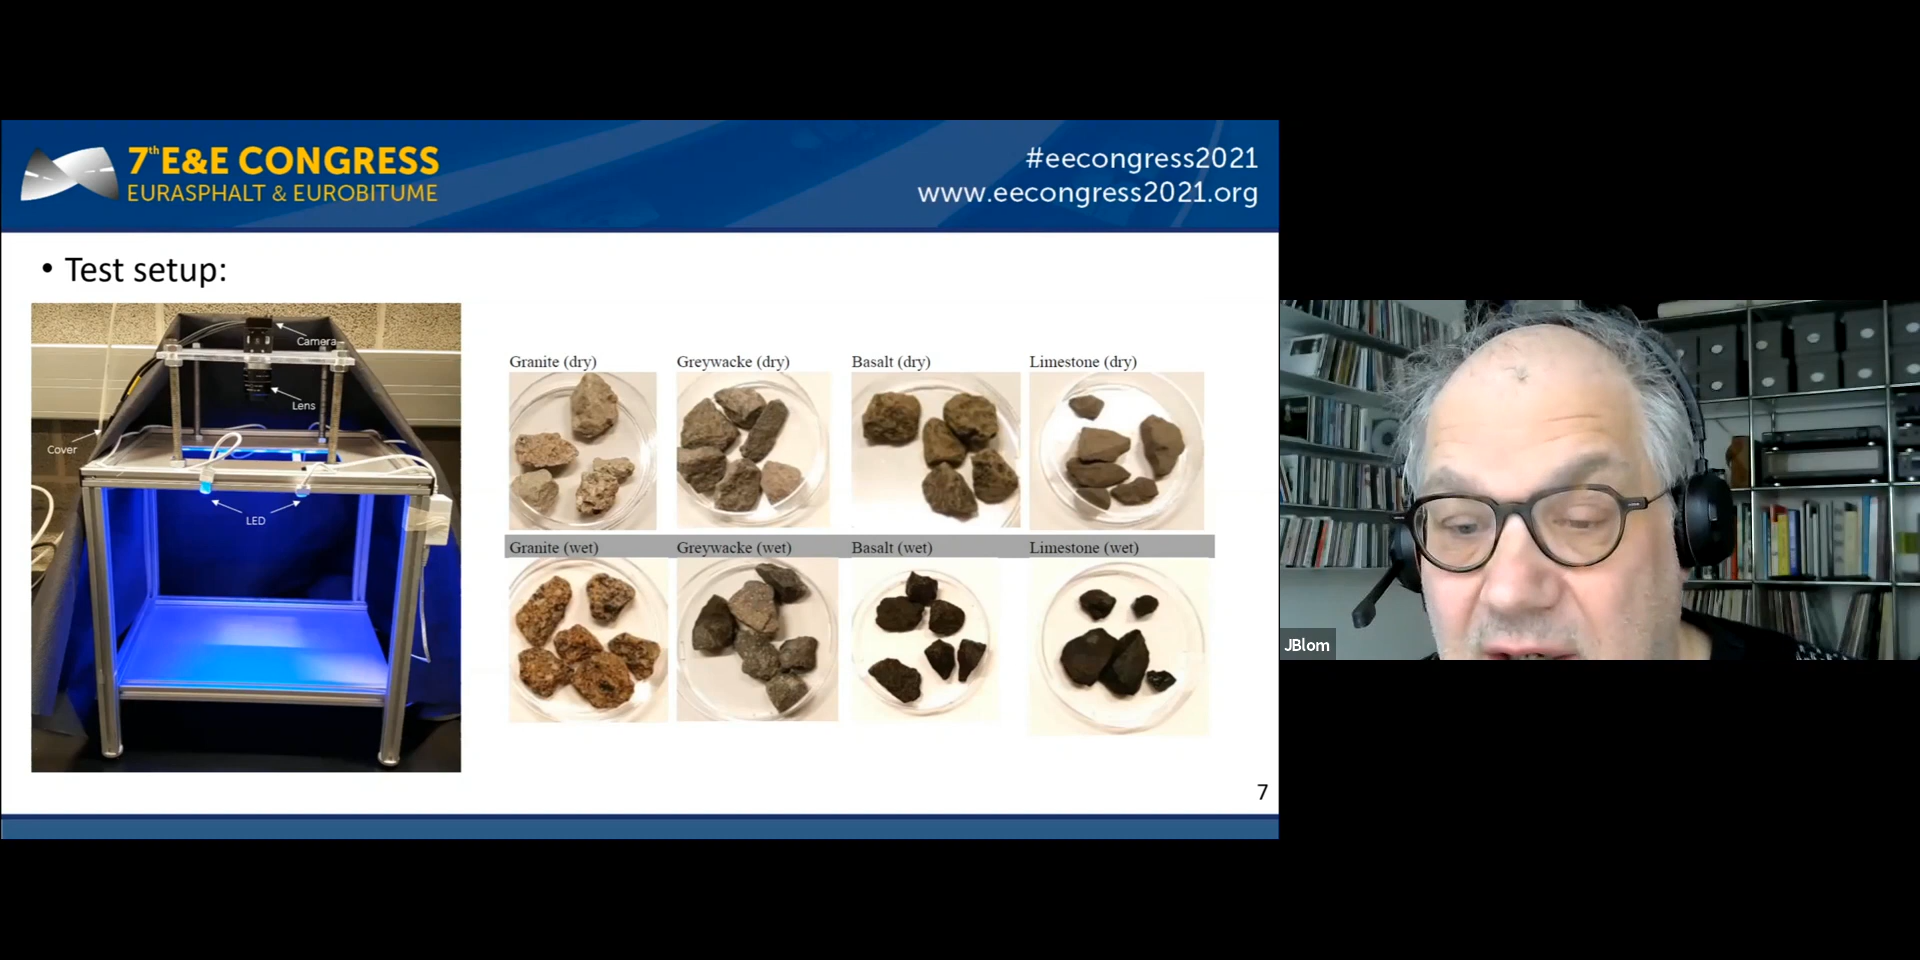 7th E&E CONGRESS
EURASPHALT & EUROBITUME
#eecongress2021
www.eecongress2021.org
• Test setup:
Camera
Lens
Cover
LED
Granite (dry) Greywacke (dry) Basalt (dry) Limestone (dry)
Granite (wet) Greywacke (wet) Basalt (wet) Limestone (wet)
7
JBlom